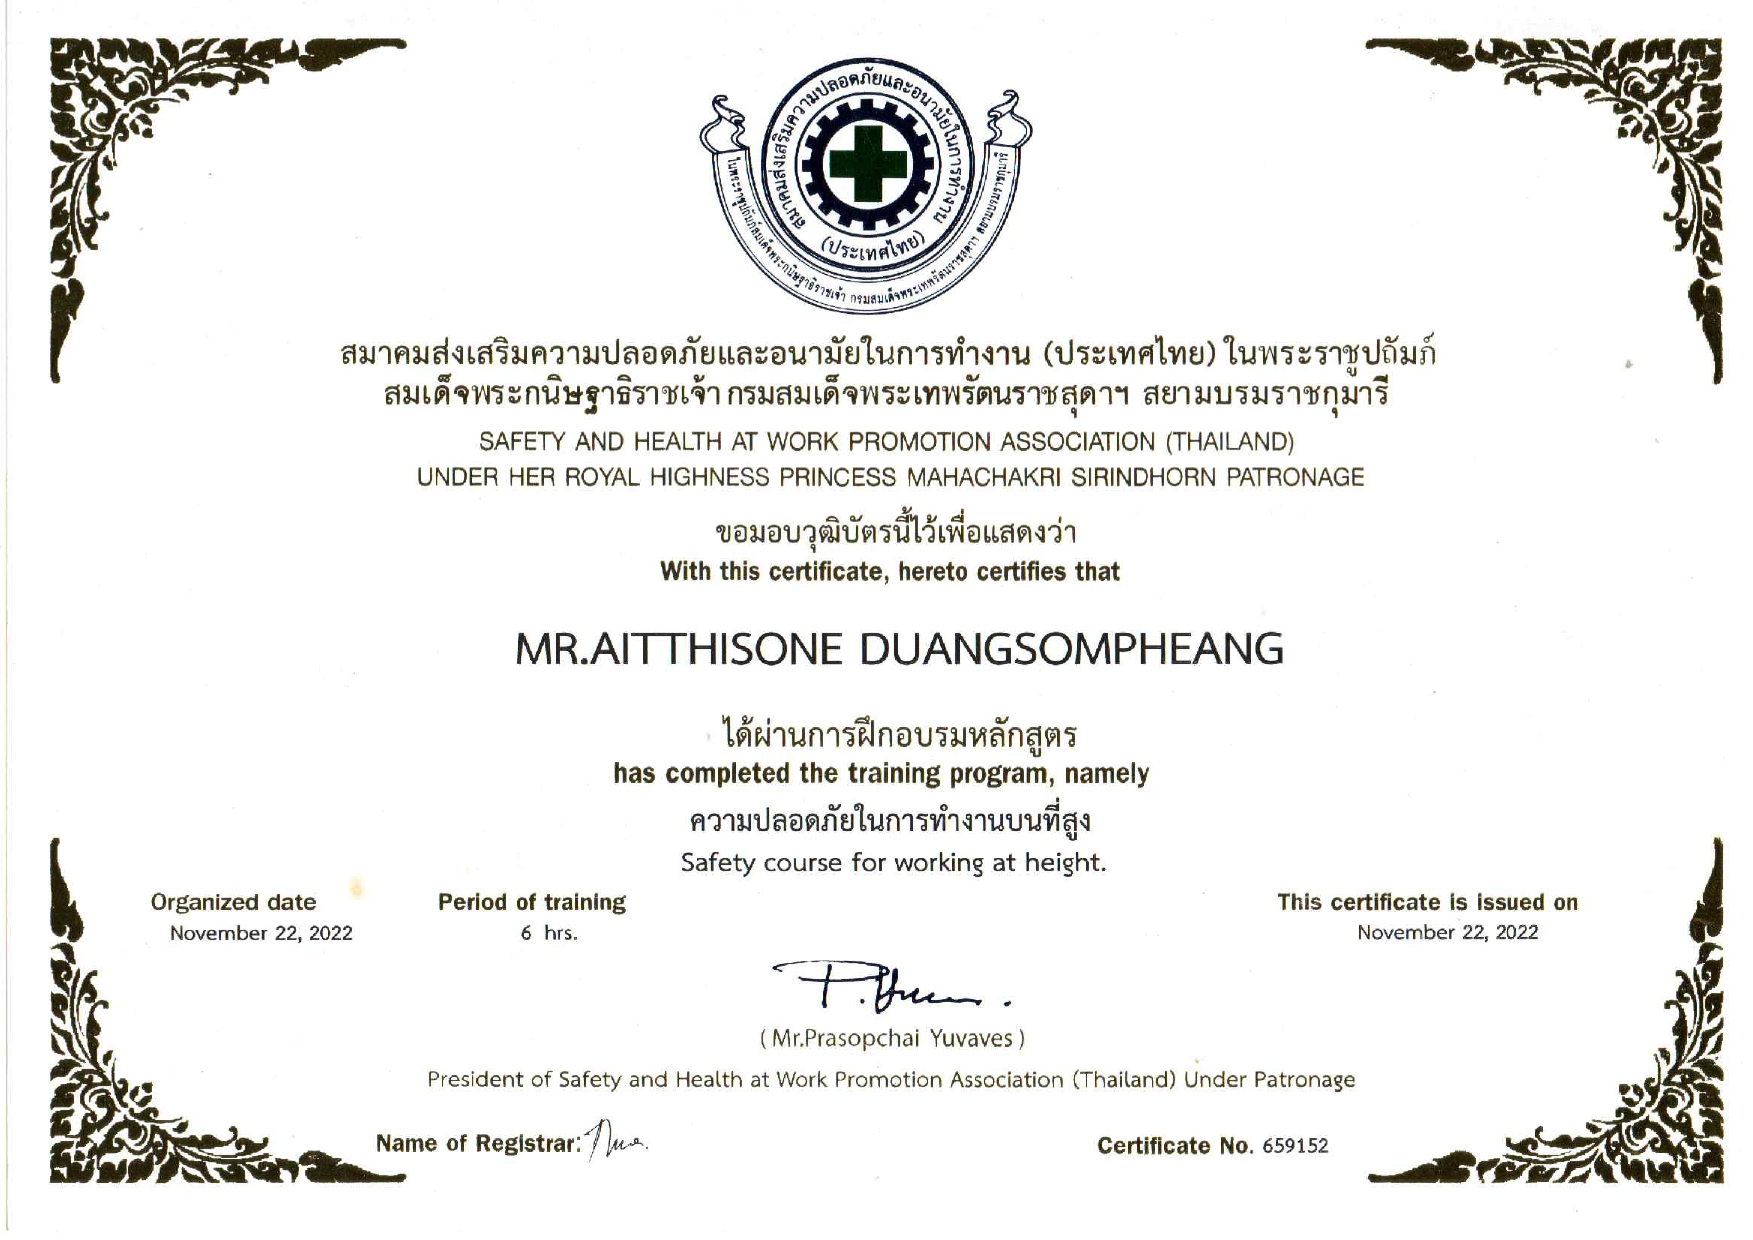 สมาคมส่งเสริมความปลอดภัยและอนามัยในการทำงาน
(ประเทศไทย)
ในพระราชูปถัมภ์สมเด็จพระกนิษฐาธิราชเจ้า กรมสมเด็จพระเทพรัตนราชสุดาฯ สยามบรมราชกุมารี
สมาคมส่งเสริมความปลอดภัยและอนามัยในการทำงาน (ประเทศไทย) ในพระราชูปถัมภ์
สมเด็จพระกนิษฐาธิราชเจ้า กรมสมเด็จพระเทพรัตนราชสุดาฯ สยามบรมราชกุมารี
SAFETY AND HEALTH AT WORK PROMOTION ASSOCIATION (THAILAND)
UNDER HER ROYAL HIGHNESS PRINCESS MAHACHAKRI SIRINDHORN PATRONAGE
ขอมอบวุฒิบัตรนี้ไว้เพื่อแสดงว่า
With this certificate, hereto certifies that
MR.AITTHISONE DUANGSOMPHEANG
ได้ผ่านการฝึกอบรมหลักสูตร
has completed the training program, namely
ความปลอดภัยในการทำงานบนที่สูง
Safety course for working at height.
Organized date
November 22, 2022
Period of training
6 hrs.
This certificate is issued on
November 22, 2022
(Mr.Prasopchai Yuvaves)
President of Safety and Health at Work Promotion Association (Thailand) Under Patronage
Name of Registrar:
Certificate No. 659152